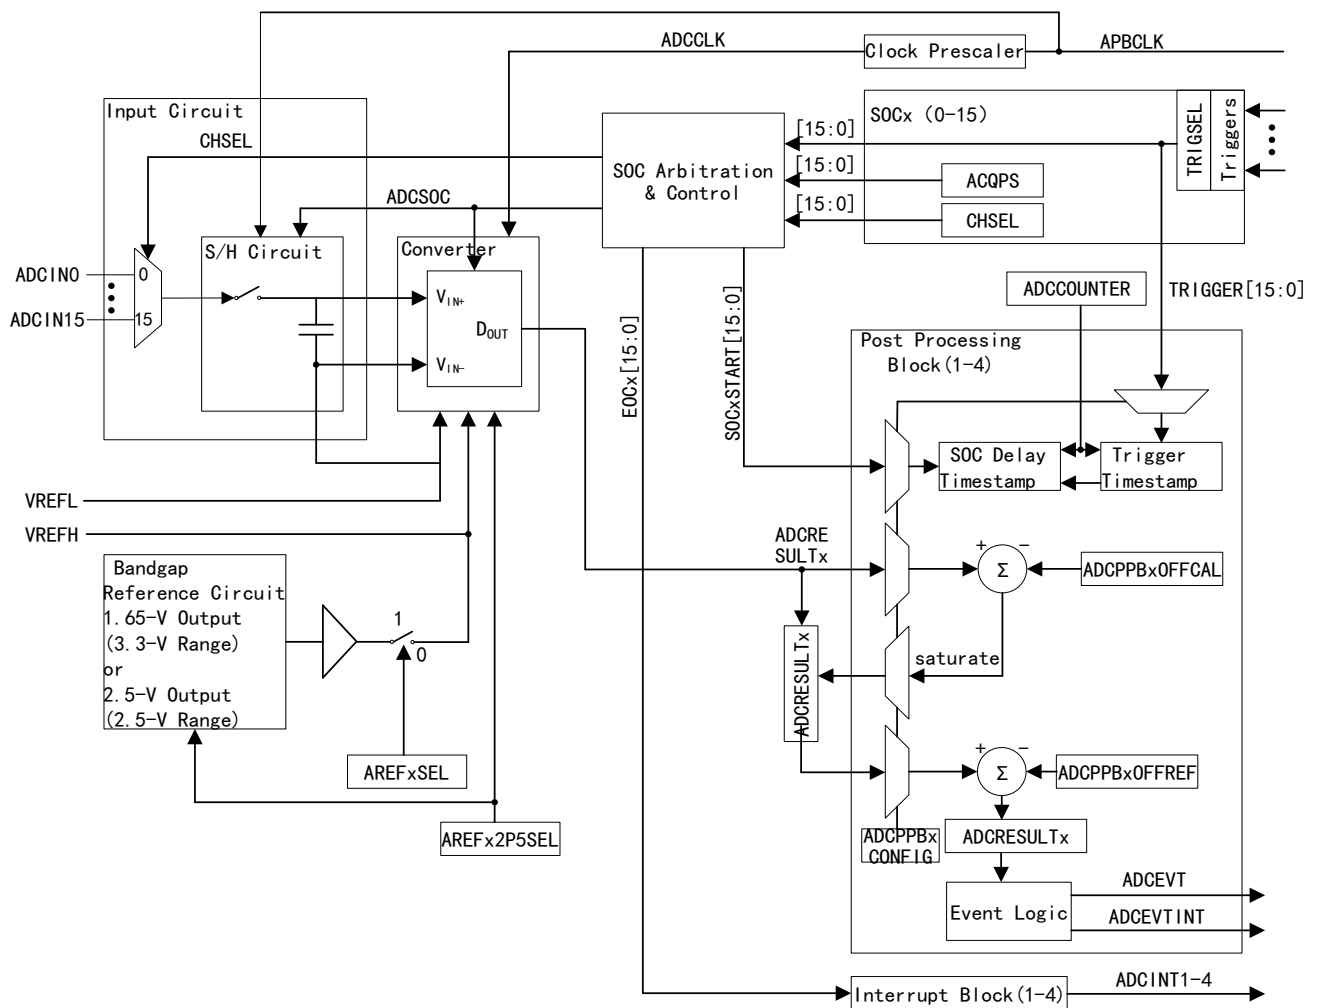 ADCCLK
Clock Prescaler
APBCLK
Input Circuit
CHSEL
SOCx (0-15)
[15:0]
TRIGSEL
Triggers
SOC Arbitration
& Control
[15:0]
ACQPS
[15:0]
CHSEL
ADCSOC
S/H Circuit
Converter
ADCIN0
0
ADCIN15
15
VIN+
DOUT
VIN-
EOCx[15:0]
SOCxSTART[15:0]
ADCCOUNTER
TRIGGER[15:0]
Post Processing
Block(1-4)
SOC Delay
Timestamp
Trigger
Timestamp
VREFL
VREFH
ADCRE
SULTx
+
−
Σ
ADCPPBxOFFCAL
Bandgap
Reference Circuit
1.65-V Output
(3.3-V Range)
or
2.5-V Output
(2.5-V Range)
1
0
ADCRESULTx
saturate
AREFxSEL
+
−
Σ
ADCPPBxOFFREF
AREFx2P5SEL
ADCPPBx
CONFIG
ADCRESULTx
Event Logic
ADCEVT
ADCEVTINT
Interrupt Block(1-4)
ADCINT1-4